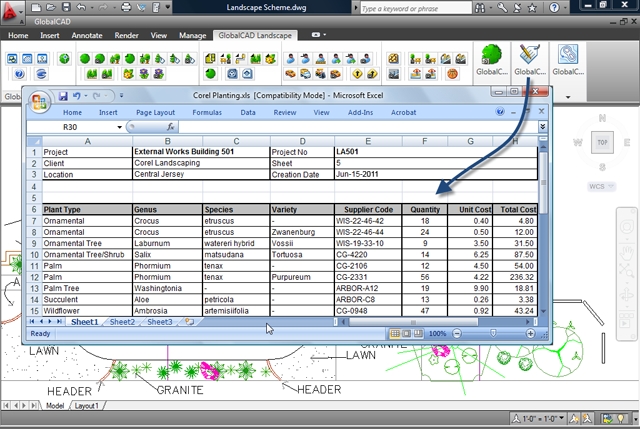 Landscape Scheme.dwg
Type a keyword or phrase
GlobalCAD
Home Insert Annotate Render View Manage GlobalCAD Landscape
GlobalC... GlobalC... GlobalC...
Corel Planting.xls [Compatibility Mode] - Microsoft Excel
Home Insert Page Layout Formulas Data Review View Add-Ins Acrobat
R30 fx
A B C D E F G H
1 Project External Works Building 501 Project No LA501
2 Client Corel Landscaping Sheet 5
3 Location Central Jersey Creation Date Jun-15-2011
4
5
6 Plant Type Genus Species Variety Supplier Code Quantity Unit Cost Total Cost
7 Ornamental Crocus etruscus - WIS-22-46-42 18 0.40 4.80
8 Ornamental Crocus etruscus Zwanenburg WIS-22-46-44 24 0.50 12.00
9 Ornamental Tree Laburnum watereri hybrid Vossii WIS-19-33-10 9 3.50 31.50
10 Ornamental Tree/Shrub Salix matsudana Tortuosa CG-4220 14 6.25 87.50
11 Palm Phormium tenax - CG-2106 12 4.50 54.00
12 Palm Phormium tenax Purpureum CG-2331 56 4.22 236.32
13 Palm Tree Washingtonia - - ARBOR-A12 19 9.90 18.81
14 Succulent Aloe petricola - ARBOR-C8 13 0.26 3.38
15 Wildflower Ambrosia artemisiifolia - CG-0948 47 0.92 43.24
Sheet1 Sheet2 Sheet3
Ready 100%
N
W TOP E
S
WCS
LAWN LAWN
HEADER GRANITE HEADER
Model Layout1
1'-0" = 1'-0"